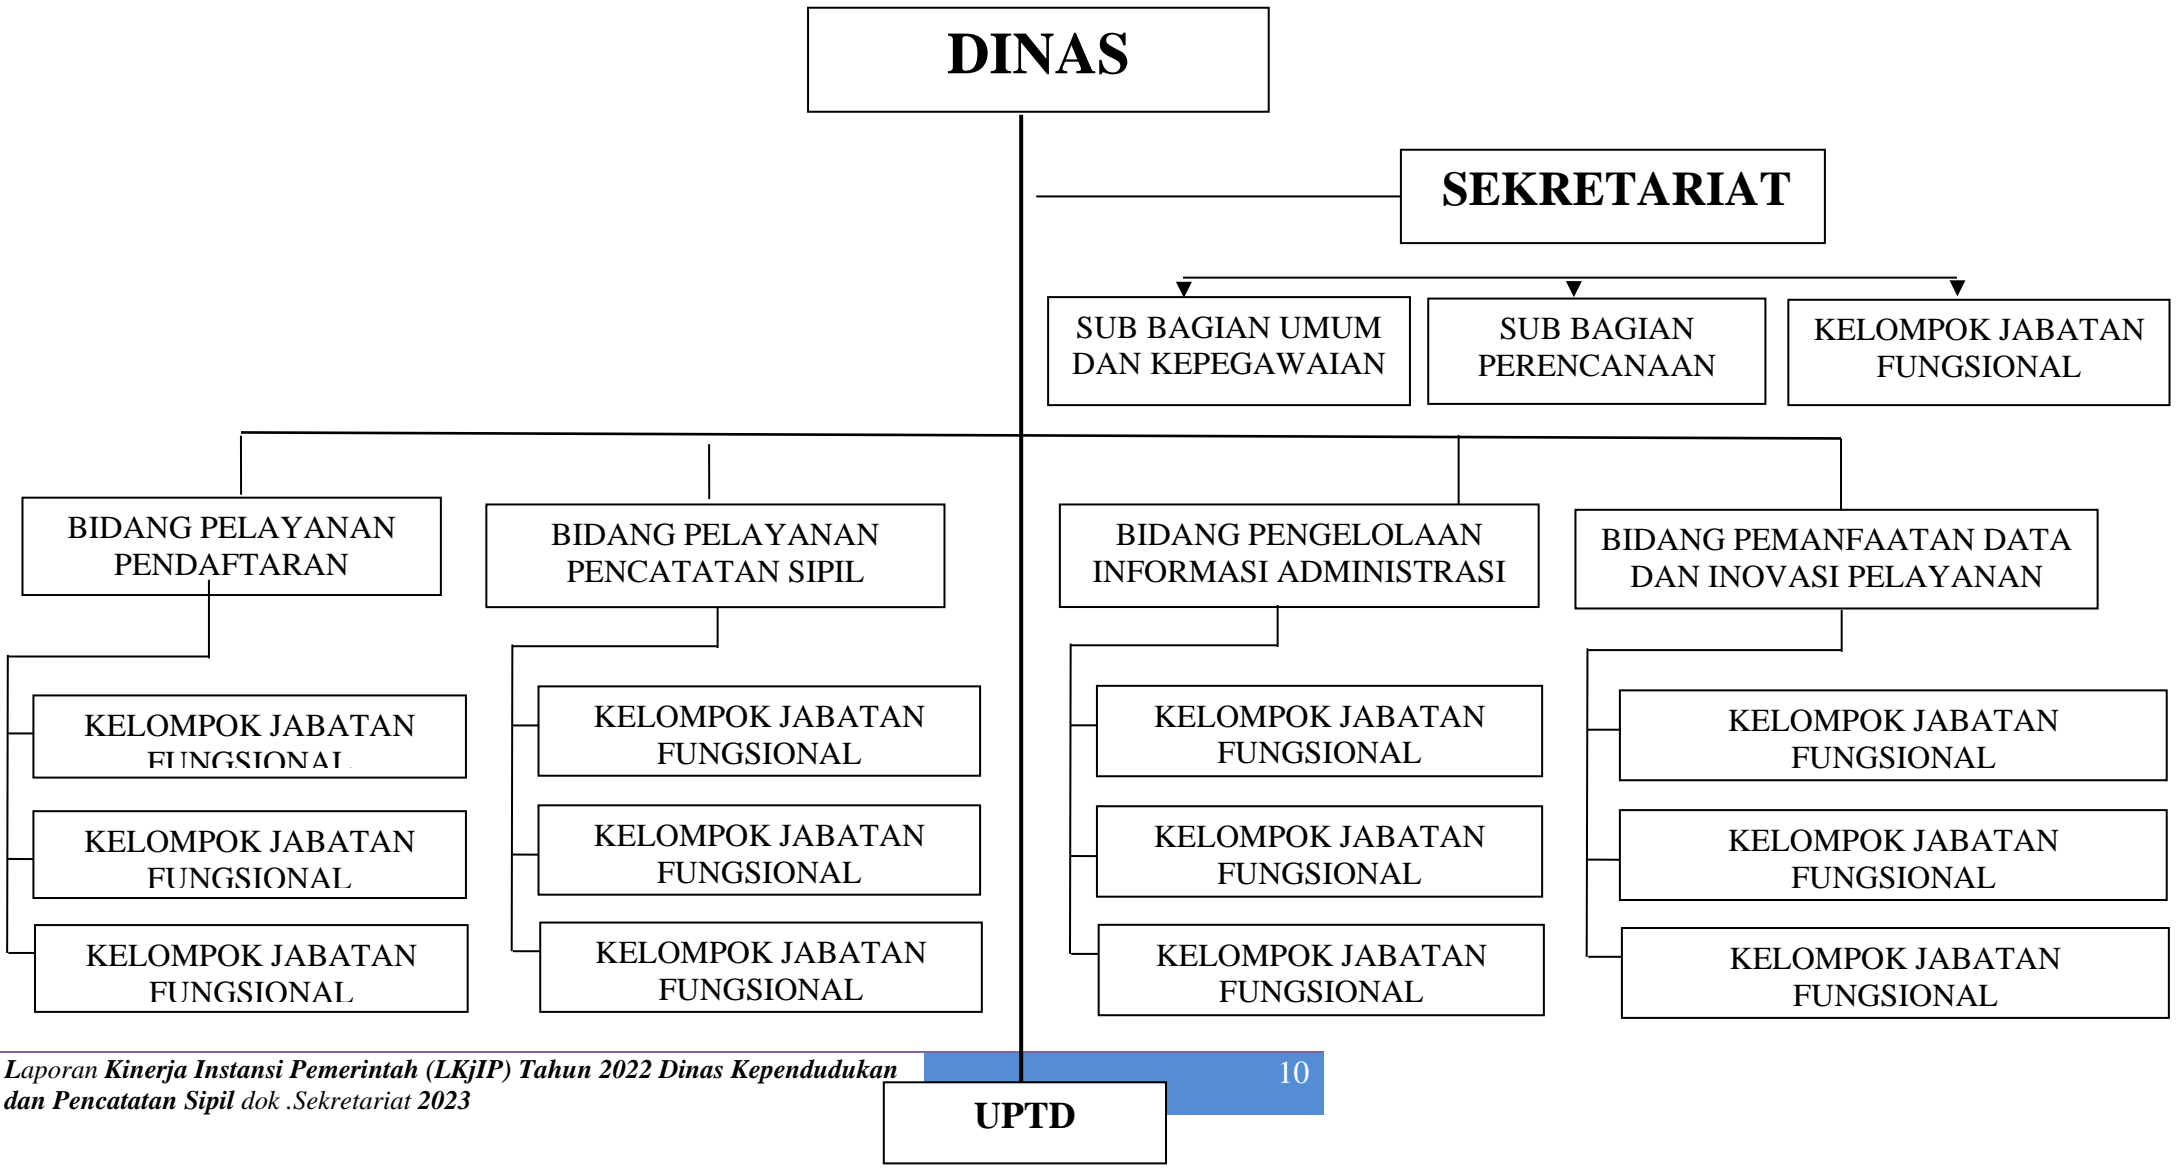 DINAS
SEKRETARIAT
SUB BAGIAN UMUM
DAN KEPEGAWAIAN
SUB BAGIAN
PERENCANAAN
KELOMPOK JABATAN
FUNGSIONAL
BIDANG PELAYANAN
PENDAFTARAN
BIDANG PELAYANAN
PENCATATAN SIPIL
BIDANG PENGELOLAAN
INFORMASI ADMINISTRASI
BIDANG PEMANFAATAN DATA
DAN INOVASI PELAYANAN
KELOMPOK JABATAN
FUNGSIONAL
KELOMPOK JABATAN
FUNGSIONAL
KELOMPOK JABATAN
FUNGSIONAL
KELOMPOK JABATAN
FUNGSIONAL
KELOMPOK JABATAN
FUNGSIONAL
KELOMPOK JABATAN
FUNGSIONAL
KELOMPOK JABATAN
FUNGSIONAL
KELOMPOK JABATAN
FUNGSIONAL
KELOMPOK JABATAN
FUNGSIONAL
KELOMPOK JABATAN
FUNGSIONAL
KELOMPOK JABATAN
FUNGSIONAL
KELOMPOK JABATAN
FUNGSIONAL
Laporan Kinerja Instansi Pemerintah (LKjIP) Tahun 2022 Dinas Kependudukan
dan Pencatatan Sipil dok .Sekretariat 2023
10
UPTD